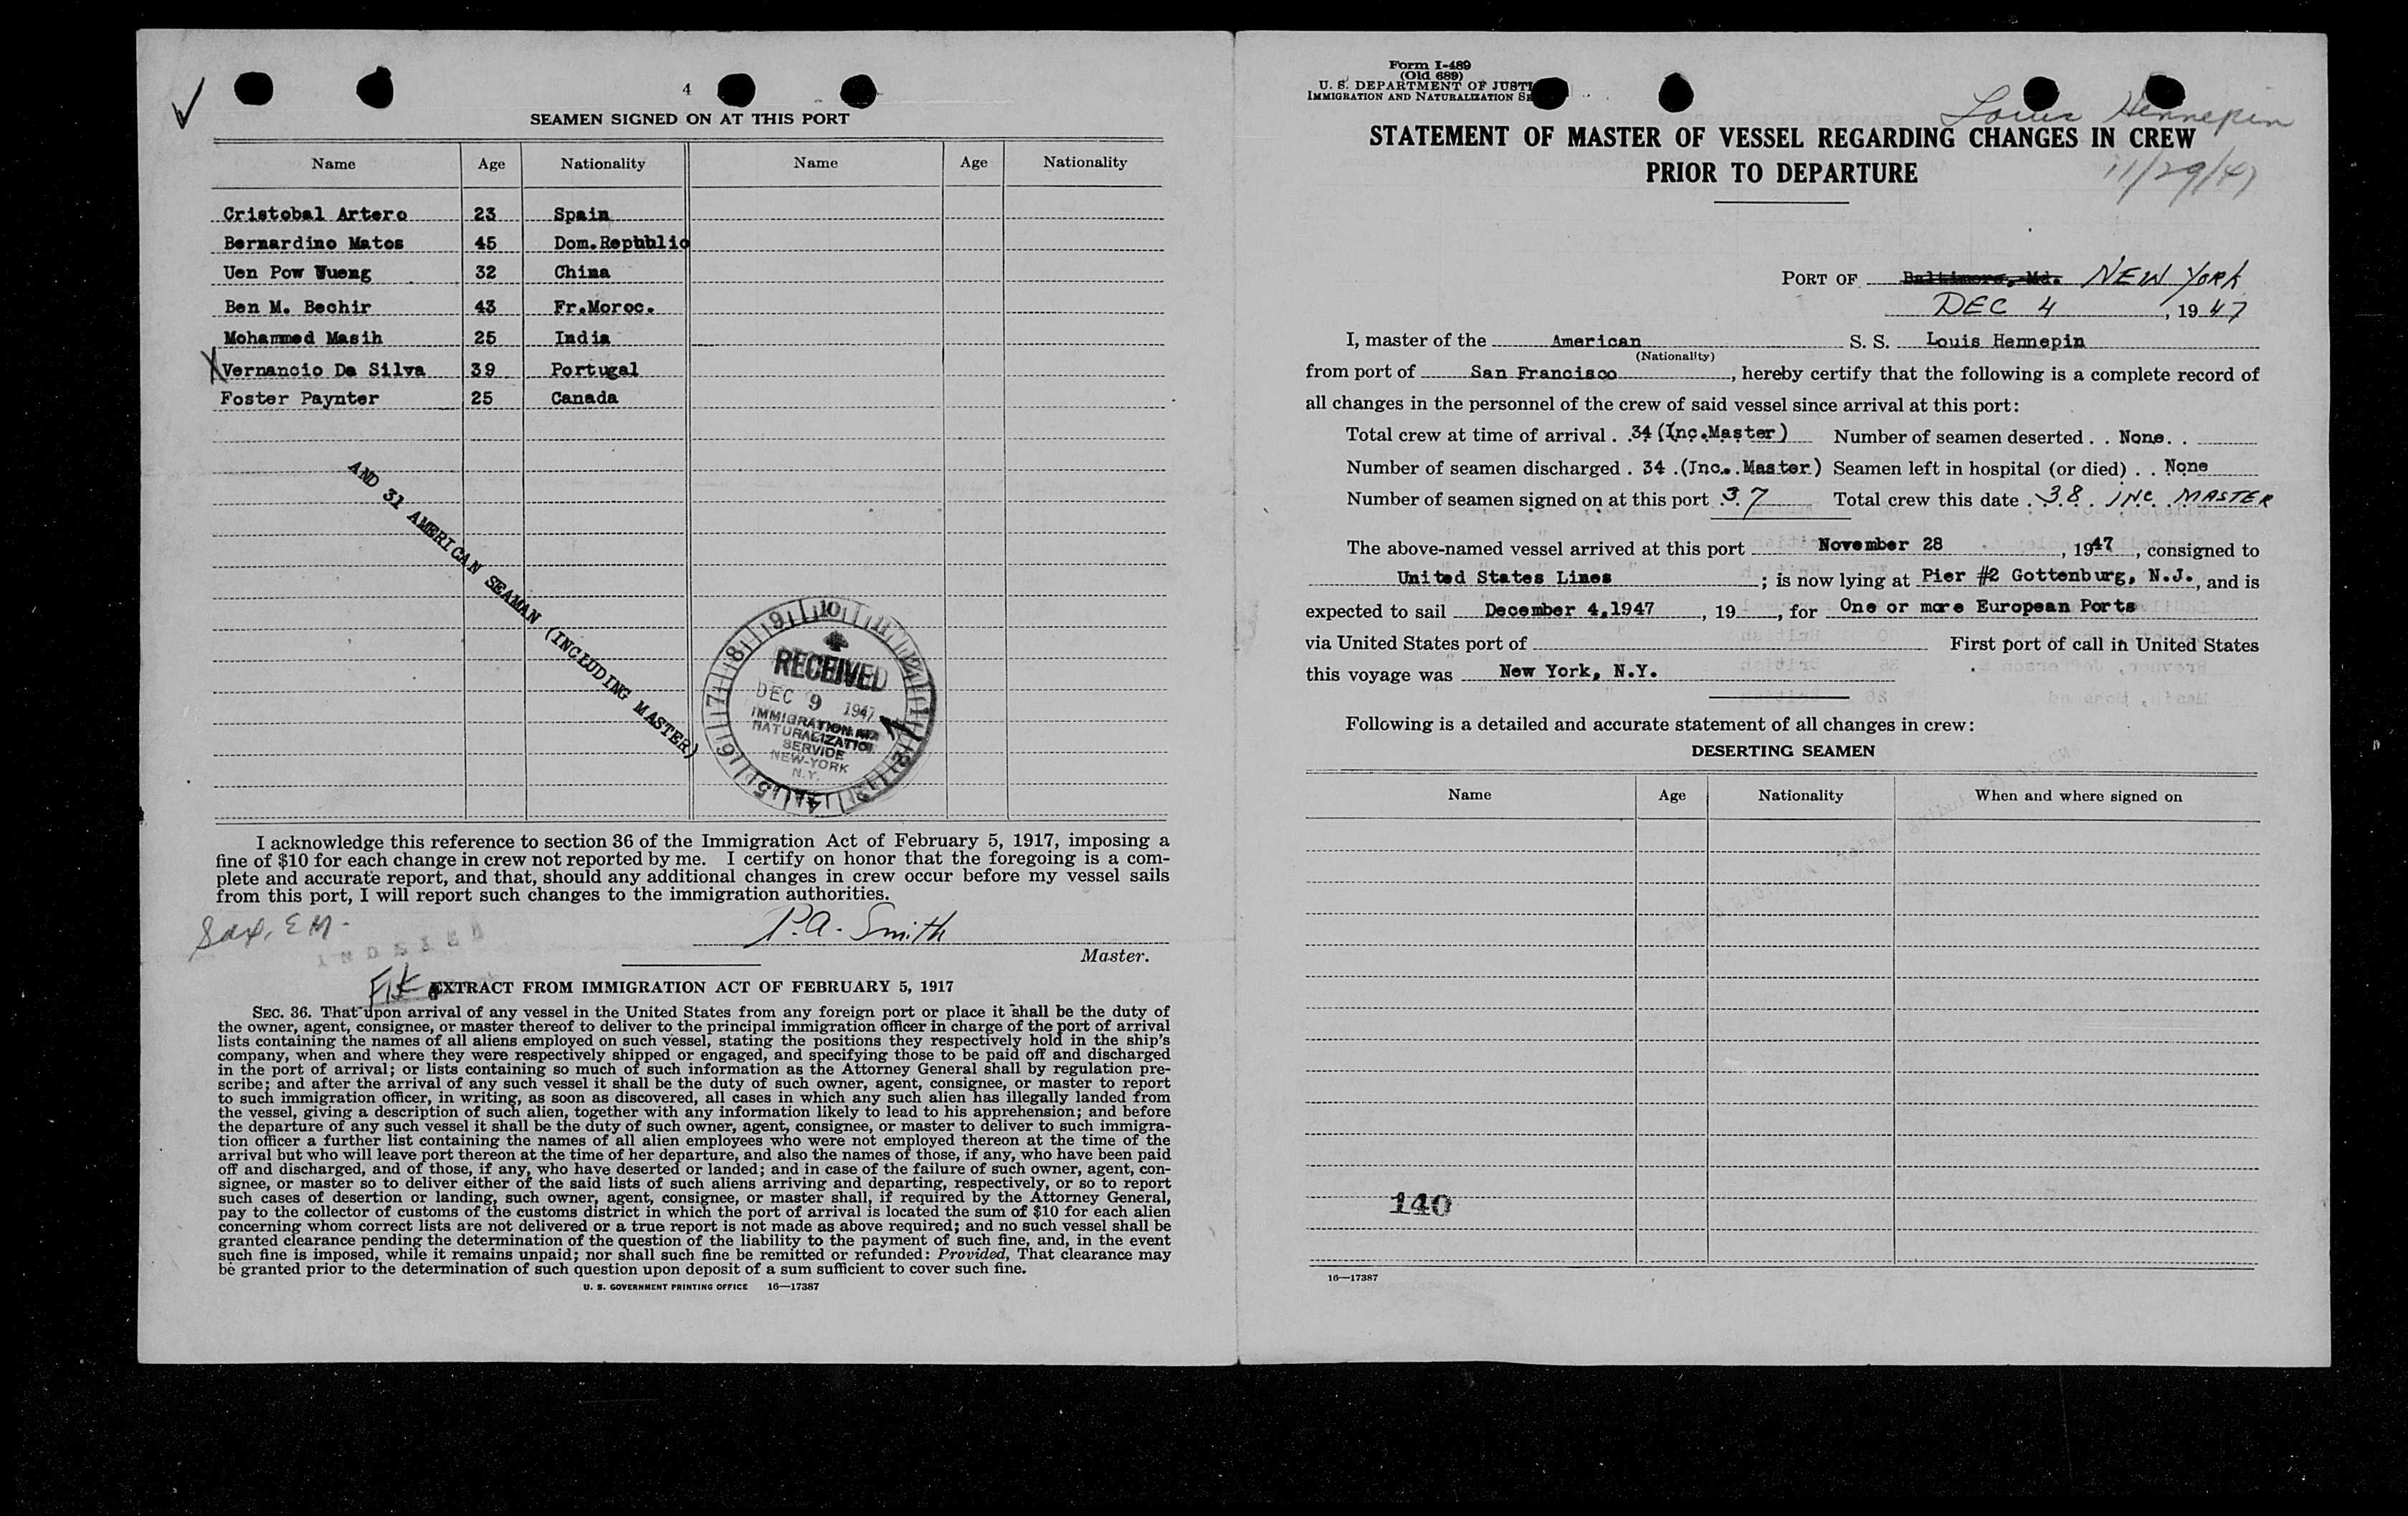 4
SEAMEN SIGNED ON AT THIS PORT
Name Age Nationality Name Age Nationality
Cristobal Artero 23 Spain
Bernardino Matos 45 Dom.Repbblic
Uen Pow Yueng 32 China
Ben M. Bechir 43 Fr.Moroc.
Mohammed Masih 25 India
X Vernancio Da Silva 39 Portugal
Foster Paynter 25 Canada
AND 31 AMERICAN SEAMAN (INCLUDING MASTER)
RECEIVED
DEC 9 1947
IMMIGRATION AND
NATURALIZATION
SERVICE
NEW-YORK
N.Y.
I acknowledge this reference to section 36 of the Immigration Act of February 5, 1917, imposing a
fine of $10 for each change in crew not reported by me. I certify on honor that the foregoing is a com-
plete and accurate report, and that, should any additional changes in crew occur before my vessel sails
from this port, I will report such changes to the immigration authorities.
P.A. Smith
Master.
EXTRACT FROM IMMIGRATION ACT OF FEBRUARY 5, 1917
SEC. 36. That upon arrival of any vessel in the United States from any foreign port or place it shall be the duty of
the owner, agent, consignee, or master thereof to deliver to the principal immigration officer in charge of the port of arrival
lists containing the names of all aliens employed on such vessel, stating the positions they respectively hold in the ship's
company, when and where they were respectively shipped or engaged, and specifying those to be paid off and discharged
in the port of arrival; or lists containing so much of such information as the Attorney General shall by regulation pre-
scribe; and after the arrival of any such vessel it shall be the duty of such owner, agent, consignee, or master to report
to such immigration officer, in writing, as soon as discovered, all cases in which any such alien has illegally landed from
the vessel, giving a description of such alien, together with any information likely to lead to his apprehension; and before
the departure of any such vessel it shall be the duty of such owner, agent, consignee, or master to deliver to such immigra-
tion officer a further list containing the names of all alien employees who were not employed thereon at the time of the
arrival but who will leave port thereon at the time of her departure, and also the names of those, if any, who have been paid
off and discharged, and of those, if any, who have deserted or landed; and in case of the failure of such owner, agent, con-
signee, or master so to deliver either of the said lists of such aliens arriving and departing, respectively, or so to report
such cases of desertion or landing, such owner, agent, consignee, or master shall, if required by the Attorney General,
pay to the collector of customs of the customs district in which the port of arrival is located the sum of $10 for each alien
concerning whom correct lists are not delivered or a true report is not made as above required; and no such vessel shall be
granted clearance pending the determination of the question of the liability to the payment of such fine, and, in the event
such fine is imposed, while it remains unpaid; nor shall such fine be remitted or refunded: Provided, That clearance may
be granted prior to the determination of such question upon deposit of a sum sufficient to cover such fine.
U. S. GOVERNMENT PRINTING OFFICE 16—17387
Form I-489
(Old 689)
U. S. DEPARTMENT OF JUSTI
IMMIGRATION AND NATURALIZATION SE
Louis Hennepin
11/29/47
STATEMENT OF MASTER OF VESSEL REGARDING CHANGES IN CREW
PRIOR TO DEPARTURE
PORT OF Baltimore, Md. NEW YORK
DEC 4, 1947
I, master of the American S. S. Louis Hennepin
(Nationality)
from port of San Francisco, hereby certify that the following is a complete record of
all changes in the personnel of the crew of said vessel since arrival at this port:
Total crew at time of arrival . . 34 (Inc.Master) Number of seamen deserted . . None. .
Number of seamen discharged . 34 .(Inc. Master) Seamen left in hospital (or died) . . None
Number of seamen signed on at this port 37 Total crew this date . 38. INC. MASTER
The above-named vessel arrived at this port November 28, 1947, consigned to
United States Lines; is now lying at Pier #2 Gottenburg, N.J., and is
expected to sail December 4,1947, 19, for One or more European Ports
via United States port of First port of call in United States
this voyage was New York, N.Y.
Following is a detailed and accurate statement of all changes in crew:
DESERTING SEAMEN
Name Age Nationality When and where signed on
140
16—17387